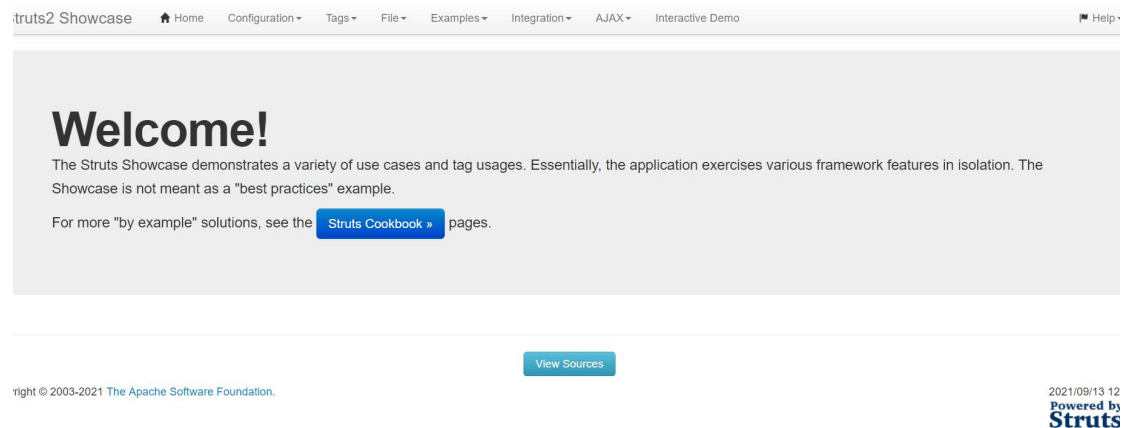 Struts2 Showcase Home Configuration Tags File Examples Integration AJAX Interactive Demo Help
Welcome!
The Struts Showcase demonstrates a variety of use cases and tag usages. Essentially, the application exercises various framework features in isolation. The
Showcase is not meant as a "best practices" example.
For more "by example" solutions, see the Struts Cookbook » pages.
View Sources
right © 2003-2021 The Apache Software Foundation.
2021/09/13 12
Powered by
Struts